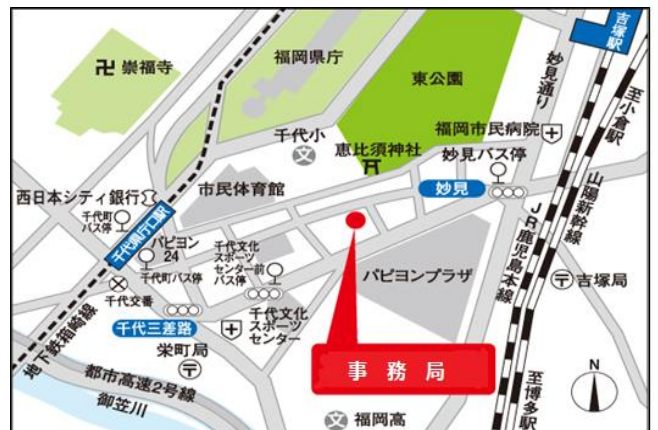 吉塚駅
卍 崇福寺
福岡県庁
東公園
妙見通り
至小倉駅
千代小
文
恵比須神社
福岡市民病院
妙見バス停
妙見
山陽新幹線
JR鹿児島本線
西日本シティ銀行
千代町
バス停
市民体育館
千代県庁口駅
パピヨン
24
千代町バス停
千代文化
スポーツ
センター前
バス停
パピヨンプラザ
〒吉塚局
千代交番
千代三差路
千代文化
スポーツ
センター
地下鉄箱崎線
栄町局
〒
事務局
都市高速2号線
御笠川
文 福岡高
至博多駅
N